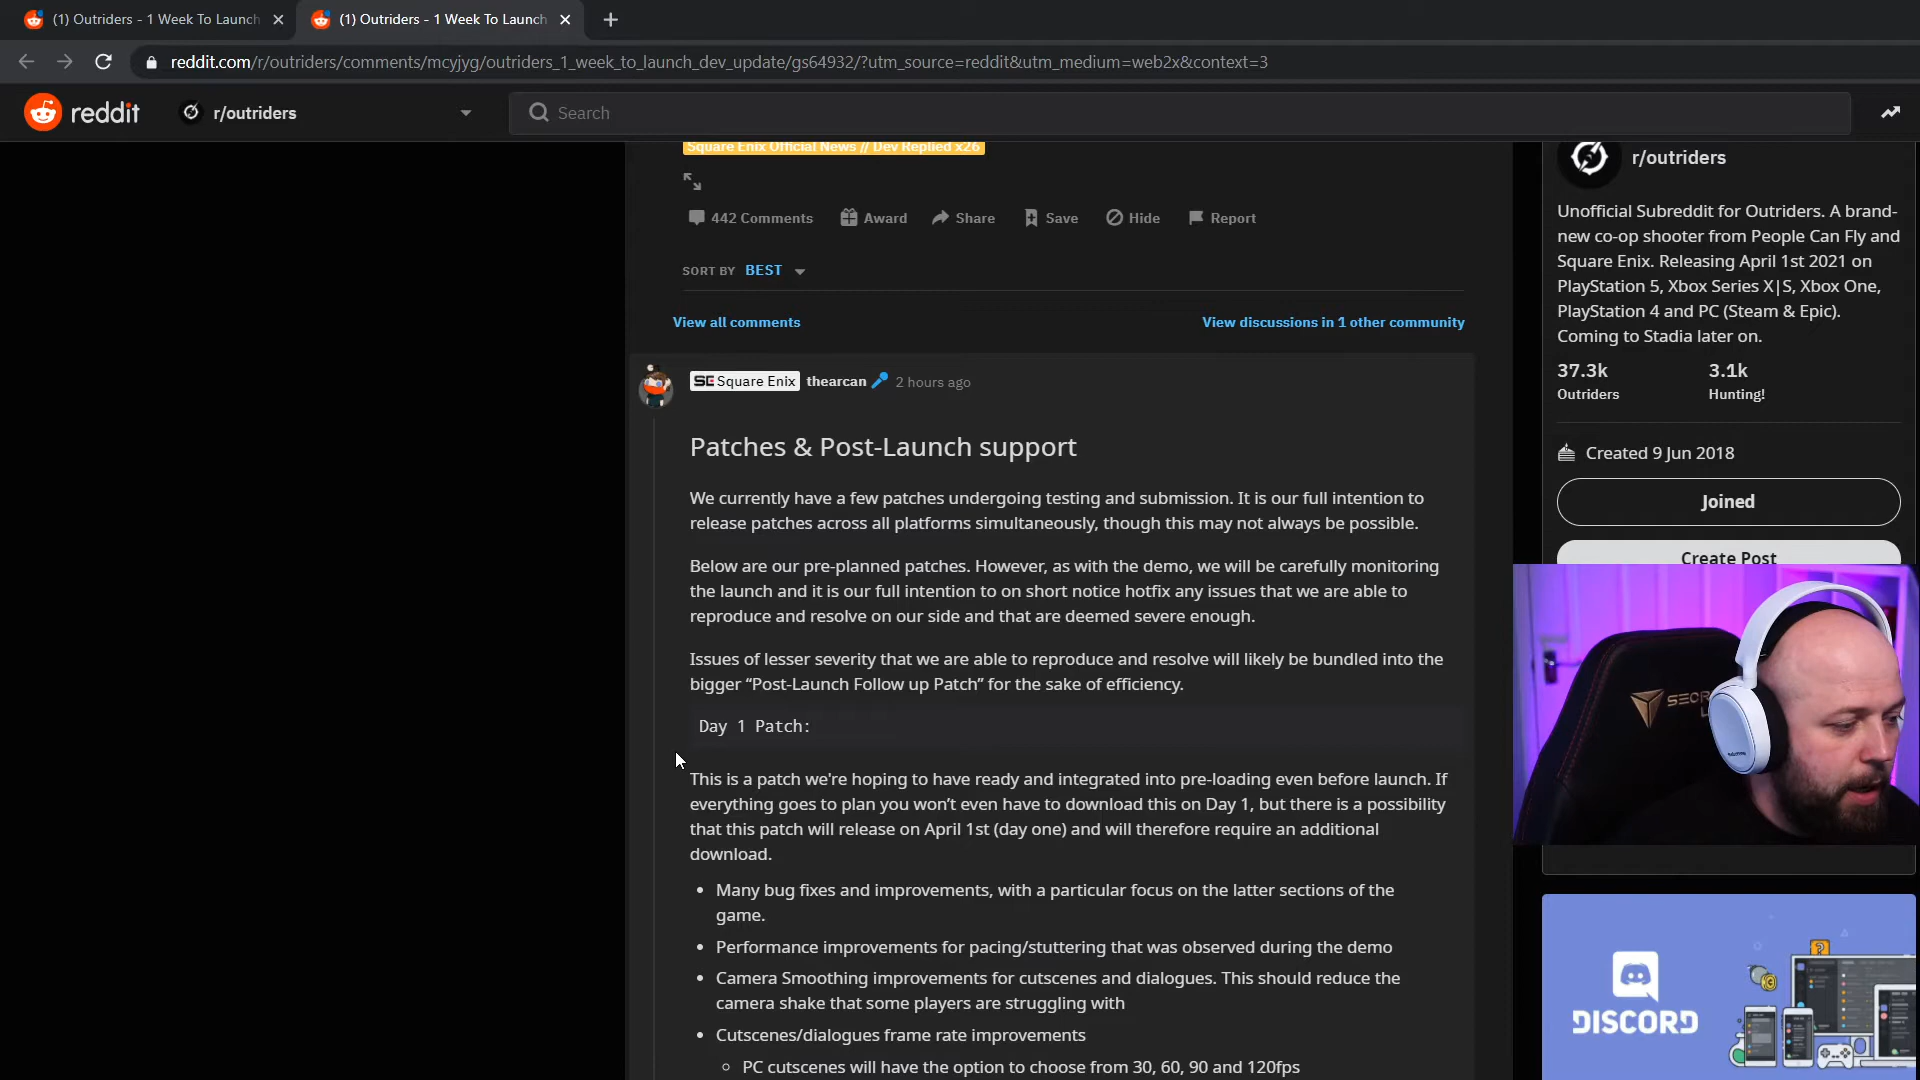 (1) Outriders - 1 Week To Launch
(1) Outriders - 1 Week To Launch
reddit.com/r/outriders/comments/mcyjyg/outriders_1_week_to_launch_dev_update/gs64932/?utm_source=reddit&utm_medium=web2x&context=3
reddit
r/outriders
Search
Square Enix Official News // Dev Replied x26
442 Comments
Award
Share
Save
Hide
Report
SORT BY BEST
View all comments
View discussions in 1 other community
SE Square Enix thearcan 2 hours ago
Patches & Post-Launch support
We currently have a few patches undergoing testing and submission. It is our full intention to
release patches across all platforms simultaneously, though this may not always be possible.
Below are our pre-planned patches. However, as with the demo, we will be carefully monitoring
the launch and it is our full intention to on short notice hotfix any issues that we are able to
reproduce and resolve on our side and that are deemed severe enough.
Issues of lesser severity that we are able to reproduce and resolve will likely be bundled into the
bigger “Post-Launch Follow up Patch” for the sake of efficiency.
Day 1 Patch:
This is a patch we're hoping to have ready and integrated into pre-loading even before launch. If
everything goes to plan you won’t even have to download this on Day 1, but there is a possibility
that this patch will release on April 1st (day one) and will therefore require an additional
download.
• Many bug fixes and improvements, with a particular focus on the latter sections of the
game.
• Performance improvements for pacing/stuttering that was observed during the demo
• Camera Smoothing improvements for cutscenes and dialogues. This should reduce the
camera shake that some players are struggling with
• Cutscenes/dialogues frame rate improvements
PC cutscenes will have the option to choose from 30, 60, 90 and 120fps
r/outriders
Unofficial Subreddit for Outriders. A brand-
new co-op shooter from People Can Fly and
Square Enix. Releasing April 1st 2021 on
PlayStation 5, Xbox Series X|S, Xbox One,
PlayStation 4 and PC (Steam & Epic).
Coming to Stadia later on.
37.3k
Outriders
3.1k
Hunting!
Created 9 Jun 2018
Joined
Create Post
DISCORD